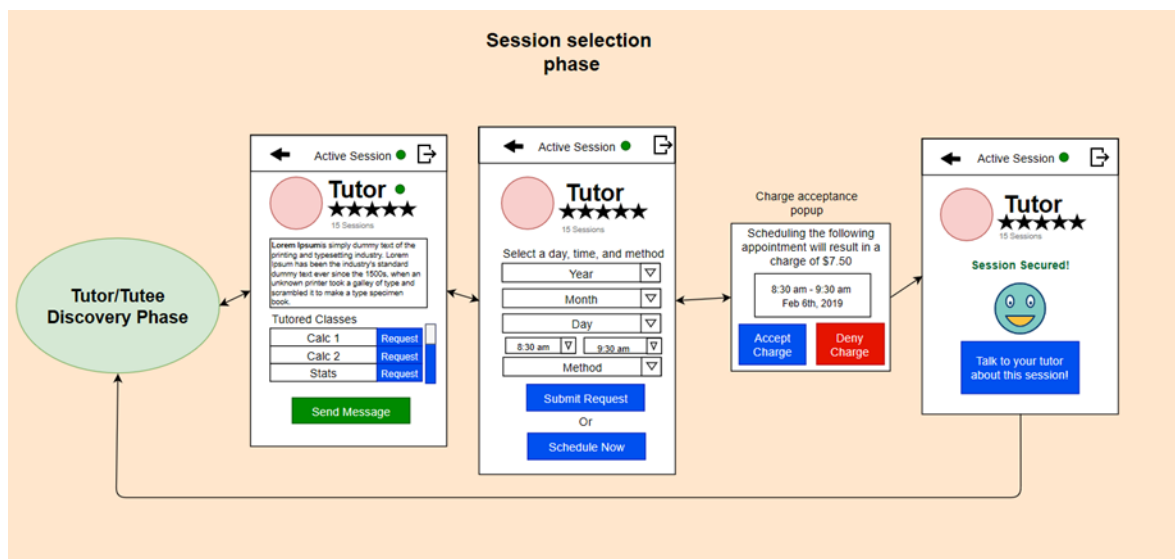 Session selection
phase
Tutor/Tutee
Discovery Phase
Active Session
Tutor
15 Sessions
Lorem Ipsumis simply dummy text of the
printing and typesetting industry. Lorem
Ipsum has been the industry's standard
dummy text ever since the 1500s, when an
unknown printer took a galley of type and
scrambled it to make a type specimen
book.
Tutored Classes
Calc 1 Request
Calc 2 Request
Stats Request
Send Message
Active Session
Tutor
15 Sessions
Select a day, time, and method
Year
Month
Day
8:30 am 9:30 am
Method
Submit Request
Or
Schedule Now
Charge acceptance
popup
Scheduling the following
appointment will result in a
charge of $7.50
8:30 am - 9:30 am
Feb 6th, 2019
Accept
Charge
Deny
Charge
Active Session
Tutor
15 Sessions
Session Secured!
Talk to your tutor
about this session!